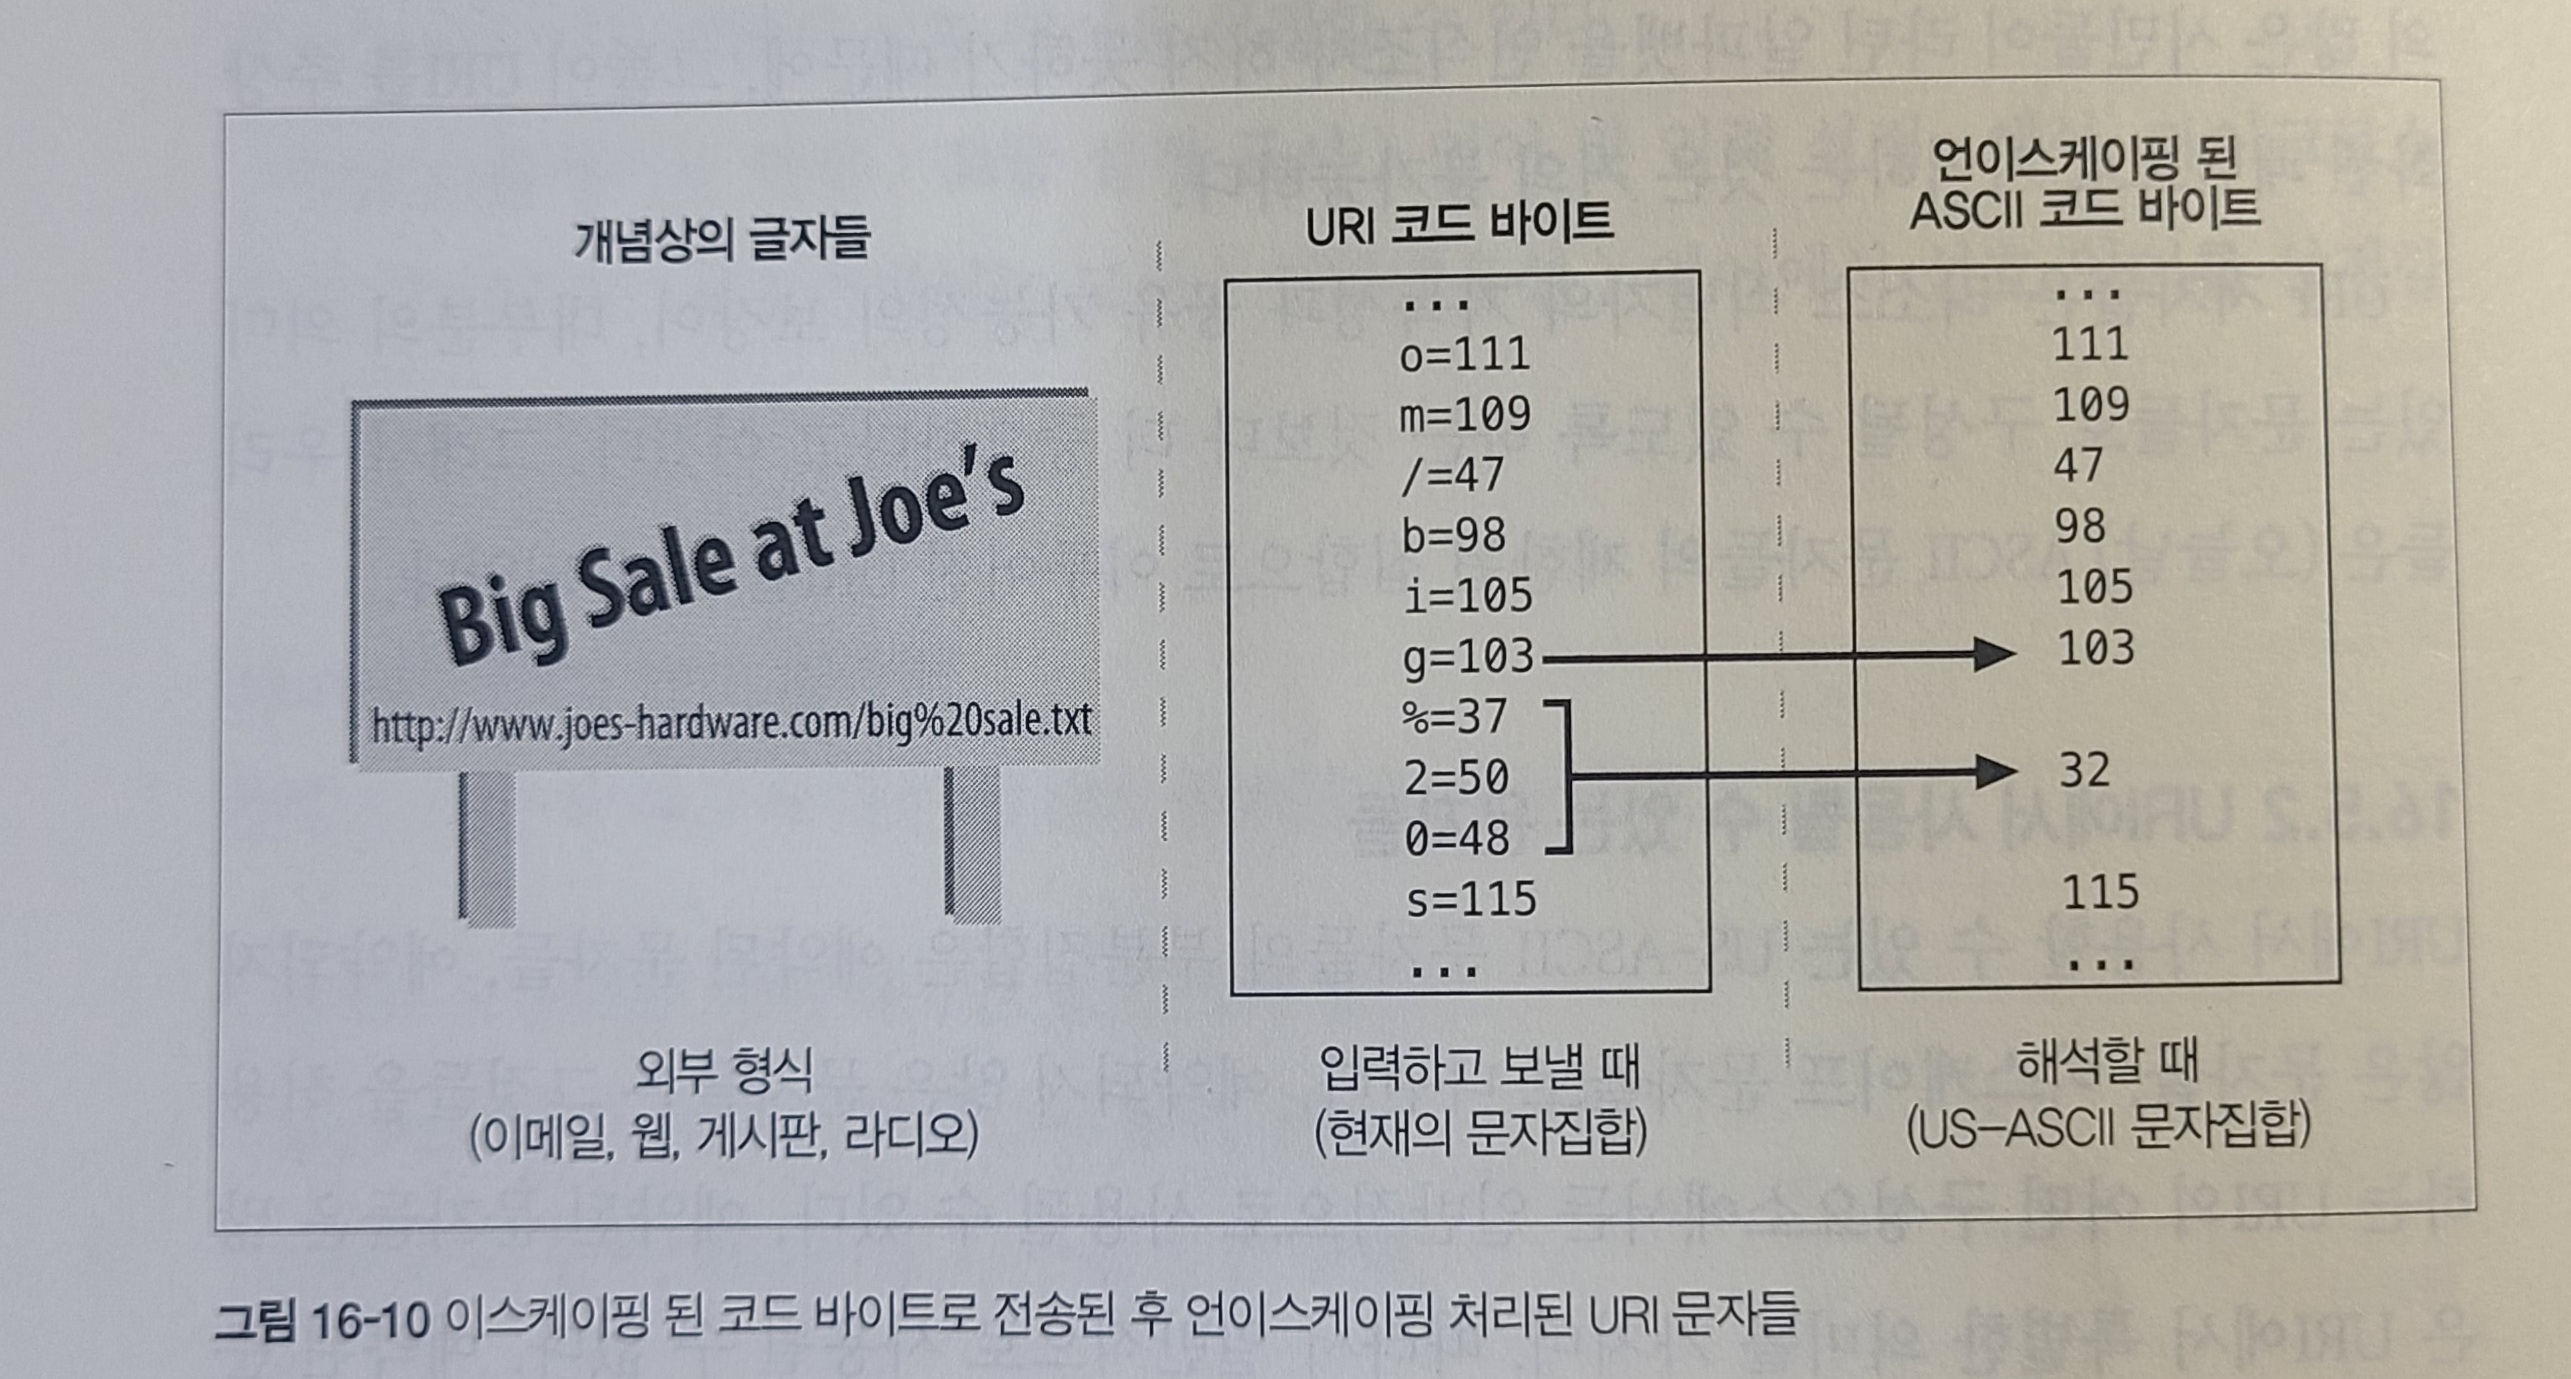 개념상의 글자들
Big Sale at Joe's
http://www.joes-hardware.com/big%20sale.txt
외부 형식
(이메일, 웹, 게시판, 라디오)
URI 코드 바이트
...
o=111
m=109
/=47
b=98
i=105
g=103
%=37
2=50
0=48
s=115
...
입력하고 보낼 때
(현재의 문자집합)
언이스케이핑 된
ASCII 코드 바이트
...
111
109
47
98
105
103
32
115
...
해석할 때
(US-ASCII 문자집합)
그림 16-10 이스케이핑 된 코드 바이트로 전송된 후 언이스케이핑 처리된 URI 문자들